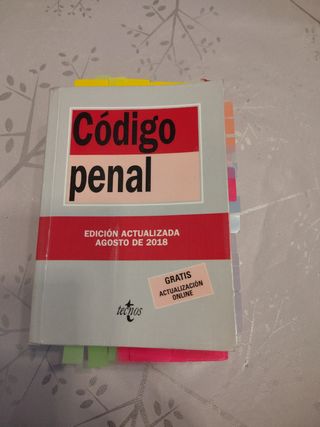 Código
penal
EDICIÓN ACTUALIZADA
AGOSTO DE 2018
GRATIS
ACTUALIZACIÓN
ONLINE
tecnos